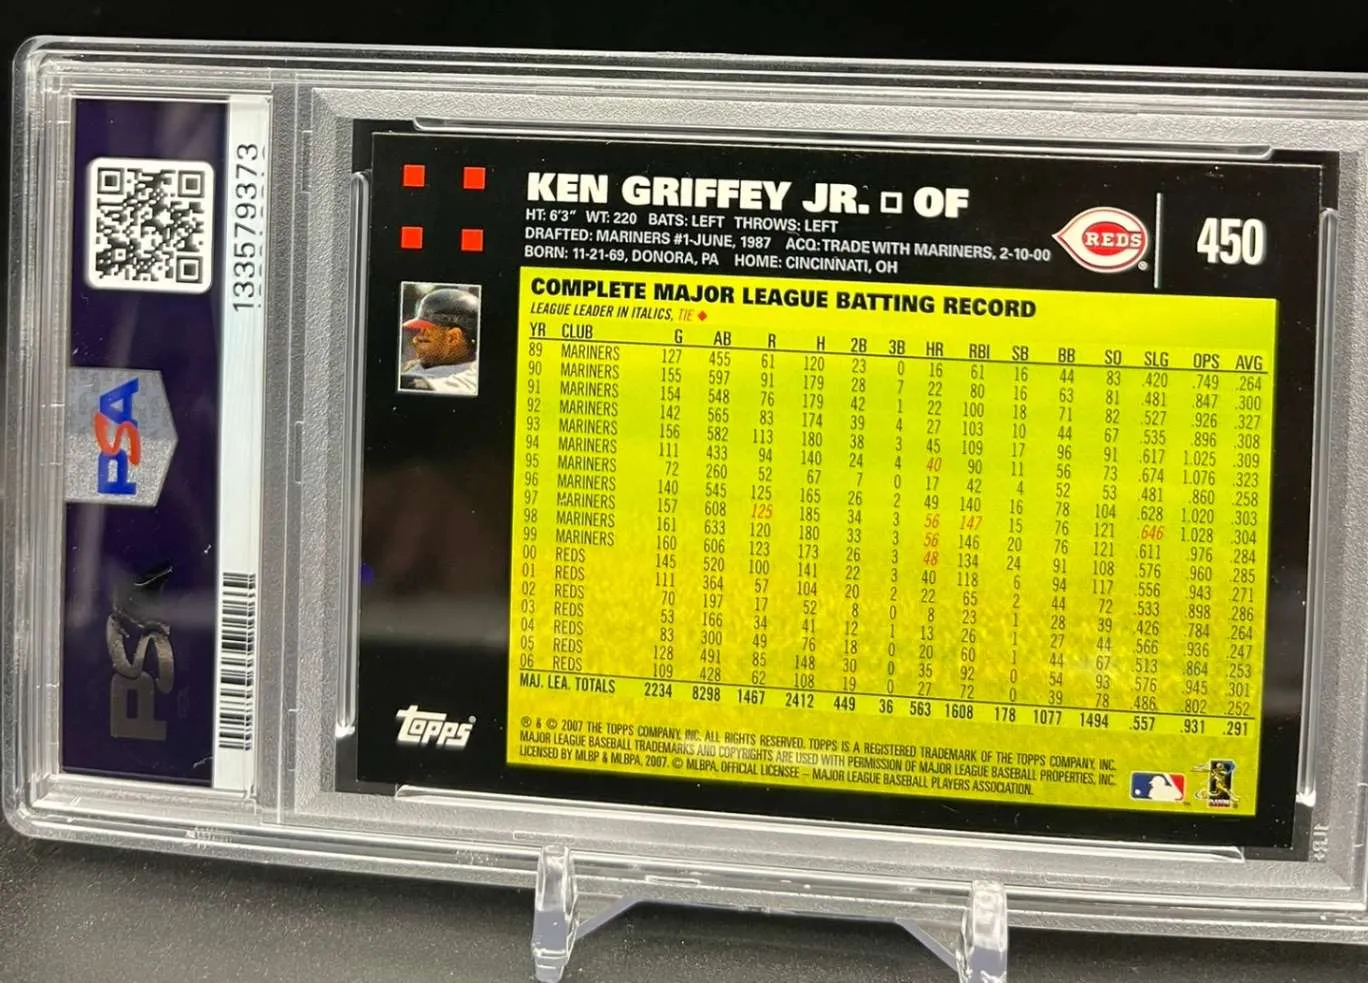 133579373
PSA
PSA
KEN GRIFFEY JR. □ OF
HT: 6'3" WT: 220 BATS: LEFT THROWS: LEFT
DRAFTED: MARINERS #1-JUNE, 1987 ACQ: TRADE WITH MARINERS, 2-10-00
BORN: 11-21-69, DONORA, PA HOME: CINCINNATI, OH
REDS
450
COMPLETE MAJOR LEAGUE BATTING RECORD
LEAGUE LEADER IN ITALICS, TIE ◆
YR CLUB G AB R H 2B 3B HR RBI SB BB SO SLG OPS AVG
89 MARINERS 127 455 61 120 23 0 16 61 16 44 83 .420 .749 .264
90 MARINERS 155 597 91 179 28 7 22 80 16 63 81 .481 .847 .300
91 MARINERS 154 548 76 179 42 1 22 100 18 71 82 .527 .926 .327
92 MARINERS 142 565 83 174 39 4 27 103 10 44 67 .535 .896 .308
93 MARINERS 156 582 113 180 38 3 45 109 17 96 91 .617 1.025 .309
94 MARINERS 111 433 94 140 24 4 40 90 11 56 73 .674 1.076 .323
95 MARINERS 72 260 52 67 7 0 17 42 4 52 53 .481 .860 .258
96 MARINERS 140 545 125 165 26 2 49 140 16 78 104 .628 1.020 .303
97 MARINERS 157 608 125 185 34 3 56 147 15 76 121 .646 1.028 .304
98 MARINERS 161 633 120 180 33 3 56 146 20 76 121 .611 .976 .284
99 MARINERS 160 606 123 173 26 3 48 134 24 91 108 .576 .960 .285
00 REDS 145 520 100 141 22 3 40 118 6 94 117 .556 .943 .271
01 REDS 111 364 57 104 20 2 22 65 2 44 72 .533 .898 .286
02 REDS 70 197 17 52 8 0 8 23 1 28 39 .426 .784 .264
03 REDS 53 166 34 41 12 1 13 26 1 27 44 .566 .936 .247
04 REDS 83 300 49 76 18 0 20 60 1 44 67 .513 .864 .253
05 REDS 128 491 85 148 30 0 35 92 0 54 93 .576 .945 .301
06 REDS 109 428 62 108 19 0 27 72 0 39 78 .486 .802 .252
MAJ. LEA. TOTALS 2234 8298 1467 2412 449 36 563 1608 178 1077 1494 .557 .931 .291
topps
® & © 2007 THE TOPPS COMPANY, INC. ALL RIGHTS RESERVED. TOPPS IS A REGISTERED TRADEMARK OF THE TOPPS COMPANY, INC.
MAJOR LEAGUE BASEBALL TRADEMARKS AND COPYRIGHTS ARE USED WITH PERMISSION OF MAJOR LEAGUE BASEBALL PROPERTIES, INC.
LICENSED BY MLBP & MLBPA, 2007. © MLBPA, OFFICIAL LICENSEE – MAJOR LEAGUE BASEBALL PLAYERS ASSOCIATION.